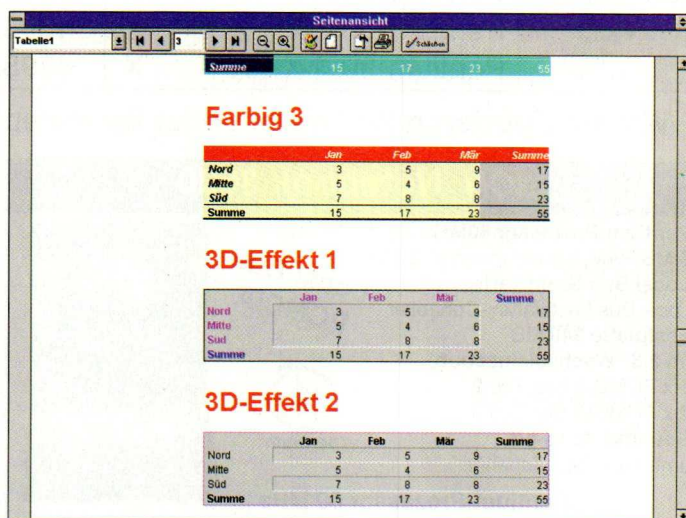 Seitenansicht
Tabelle1 3 Schließen
Summe 15 17 23 55
Farbig 3
Jan Feb Mär Summe
Nord 3 5 9 17
Mitte 5 4 6 15
Süd 7 8 8 23
Summe 15 17 23 55
3D-Effekt 1
Jan Feb Mär Summe
Nord 3 5 9 17
Mitte 5 4 6 15
Süd 7 8 8 23
Summe 15 17 23 55
3D-Effekt 2
Jan Feb Mär Summe
Nord 3 5 9 17
Mitte 5 4 6 15
Süd 7 8 8 23
Summe 15 17 23 55